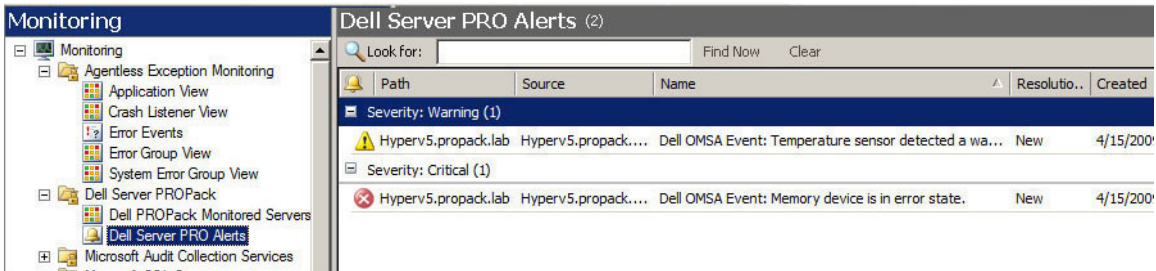 Monitoring
Monitoring
Agentless Exception Monitoring
Application View
Crash Listener View
Error Events
Error Group View
System Error Group View
Dell Server PROPack
Dell PROPack Monitored Servers
Dell Server PRO Alerts
Microsoft Audit Collection Services
Dell Server PRO Alerts (2)
Look for: Find Now Clear
Path Source Name Resolutio.. Created
Severity: Warning (1)
Hyperv5.propack.lab Hyperv5.propack.... Dell OMSA Event: Temperature sensor detected a wa... New 4/15/200
Severity: Critical (1)
Hyperv5.propack.lab Hyperv5.propack.... Dell OMSA Event: Memory device is in error state. New 4/15/200